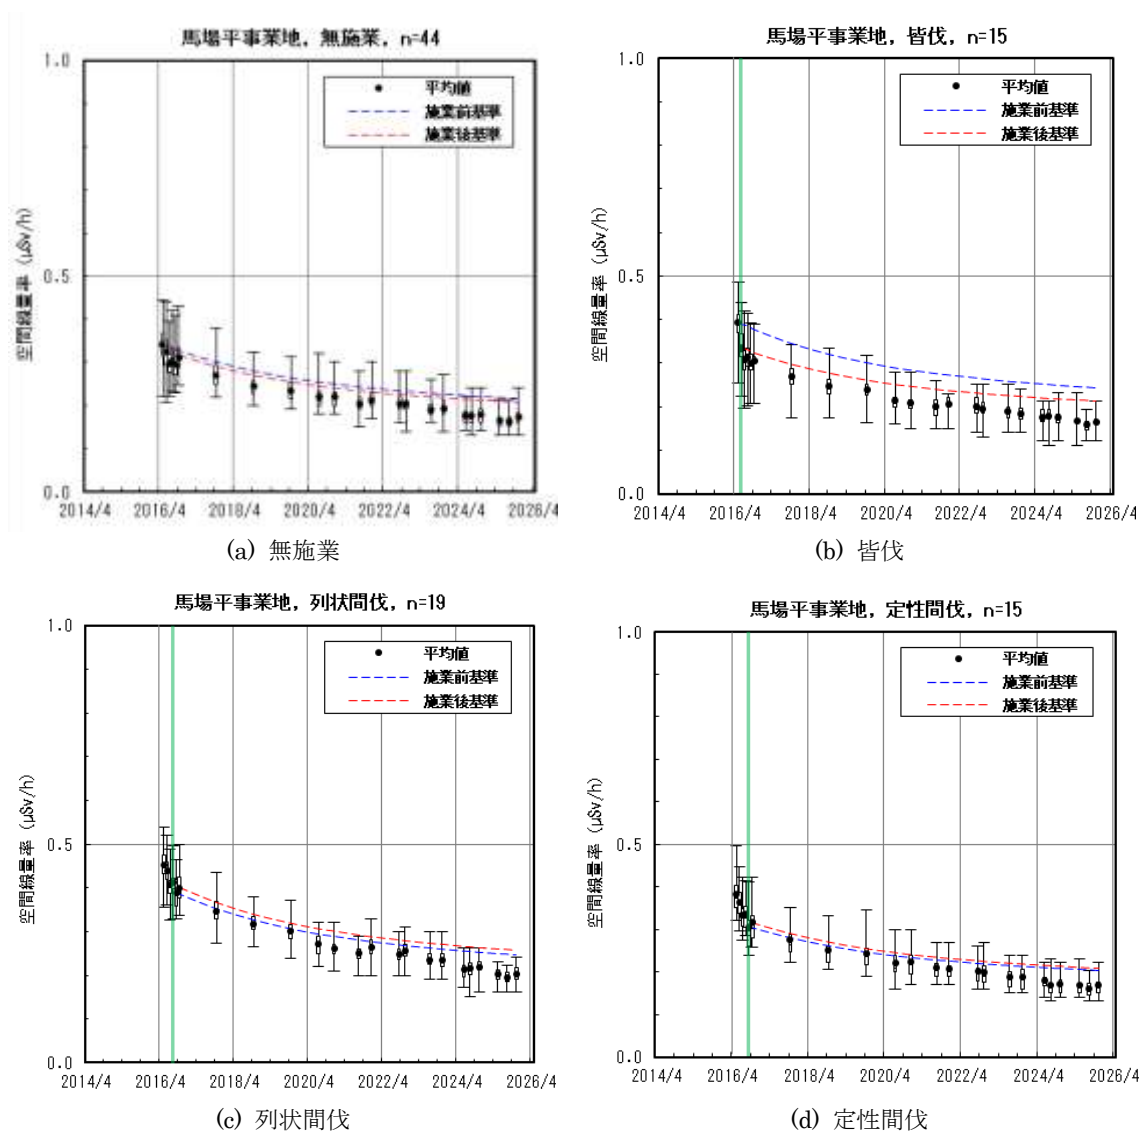 馬場平事業地，無施業，n=44
1.0
平均値
施業前基準
施業後基準
空間線量率 (μSv/h)
0.5
0.0
2014/4 2016/4 2018/4 2020/4 2022/4 2024/4 2026/4
(a) 無施業
馬場平事業地，皆伐，n=15
1.0
平均値
施業前基準
施業後基準
空間線量率 (μSv/h)
0.5
0.0
2014/4 2016/4 2018/4 2020/4 2022/4 2024/4 2026/4
(b) 皆伐
馬場平事業地，列状間伐，n=19
1.0
平均値
施業前基準
施業後基準
空間線量率 (μSv/h)
0.5
0.0
2014/4 2016/4 2018/4 2020/4 2022/4 2024/4 2026/4
(c) 列状間伐
馬場平事業地，定性間伐，n=15
1.0
平均値
施業前基準
施業後基準
空間線量率 (μSv/h)
0.5
0.0
2014/4 2016/4 2018/4 2020/4 2022/4 2024/4 2026/4
(d) 定性間伐